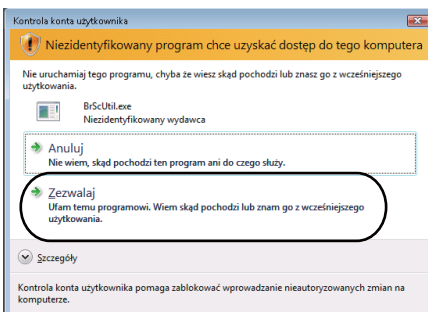 Kontrola konta użytkownika
Niezidentyfikowany program chce uzyskać dostęp do tego komputera
Nie uruchamiaj tego programu, chyba że wiesz skąd pochodzi lub znasz go z wcześniejszego
użytkowania.
BrScUtil.exe
Niezidentyfikowany wydawca
Anuluj
Nie wiem, skąd pochodzi ten program ani do czego służy.
Zezwalaj
Ufam temu programowi. Wiem skąd pochodzi lub znam go z wcześniejszego
użytkowania.
Szczegóły
Kontrola konta użytkownika pomaga zablokować wprowadzanie nieautoryzowanych zmian na
komputerze.